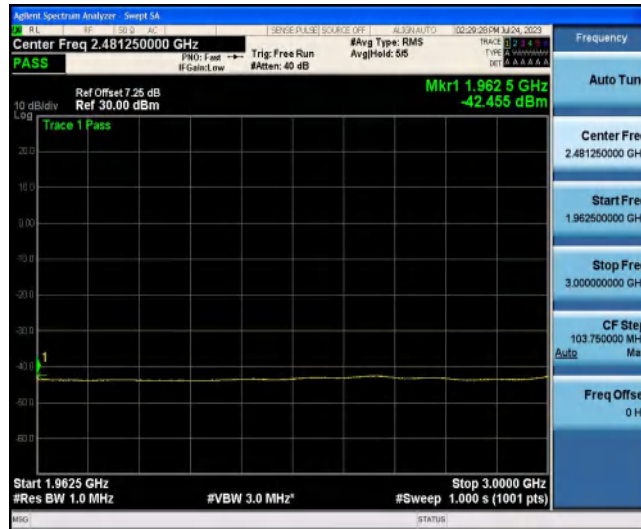 Agilent Spectrum Analyzer - Swept SA
RL RF 50 Ω AC SENSE:PULSE SOURCE OFF ALIGNAUTO 02:29:28 PM Jul 24, 2023
Center Freq 2.481250000 GHz
PASS
PNO: Fast
IFGain:Low
Trig: Free Run
#Atten: 40 dB
#Avg Type: RMS
Avg|Hold: 5/5
TRACE 1 2 3 4 5 6
TYPE A
DET A A A A A A
Ref Offset 7.25 dB
10 dB/div Ref 30.00 dBm
Log
Mkr1 1.962 5 GHz
-42.455 dBm
Trace 1 Pass
20.0
10.0
0.00
-10.0
-20.0
-30.0
1
-40.0
-50.0
-60.0
Start 1.9625 GHz Stop 3.0000 GHz
#Res BW 1.0 MHz #VBW 3.0 MHz* #Sweep 1.000 s (1001 pts)
MSG STATUS
Frequency
Auto Tun
Center Fre
2.481250000 GH
Start Fre
1.962500000 GH
Stop Fre
3.000000000 GH
CF Ste
103.750000 MH
Auto Ma
Freq Offse
0 H